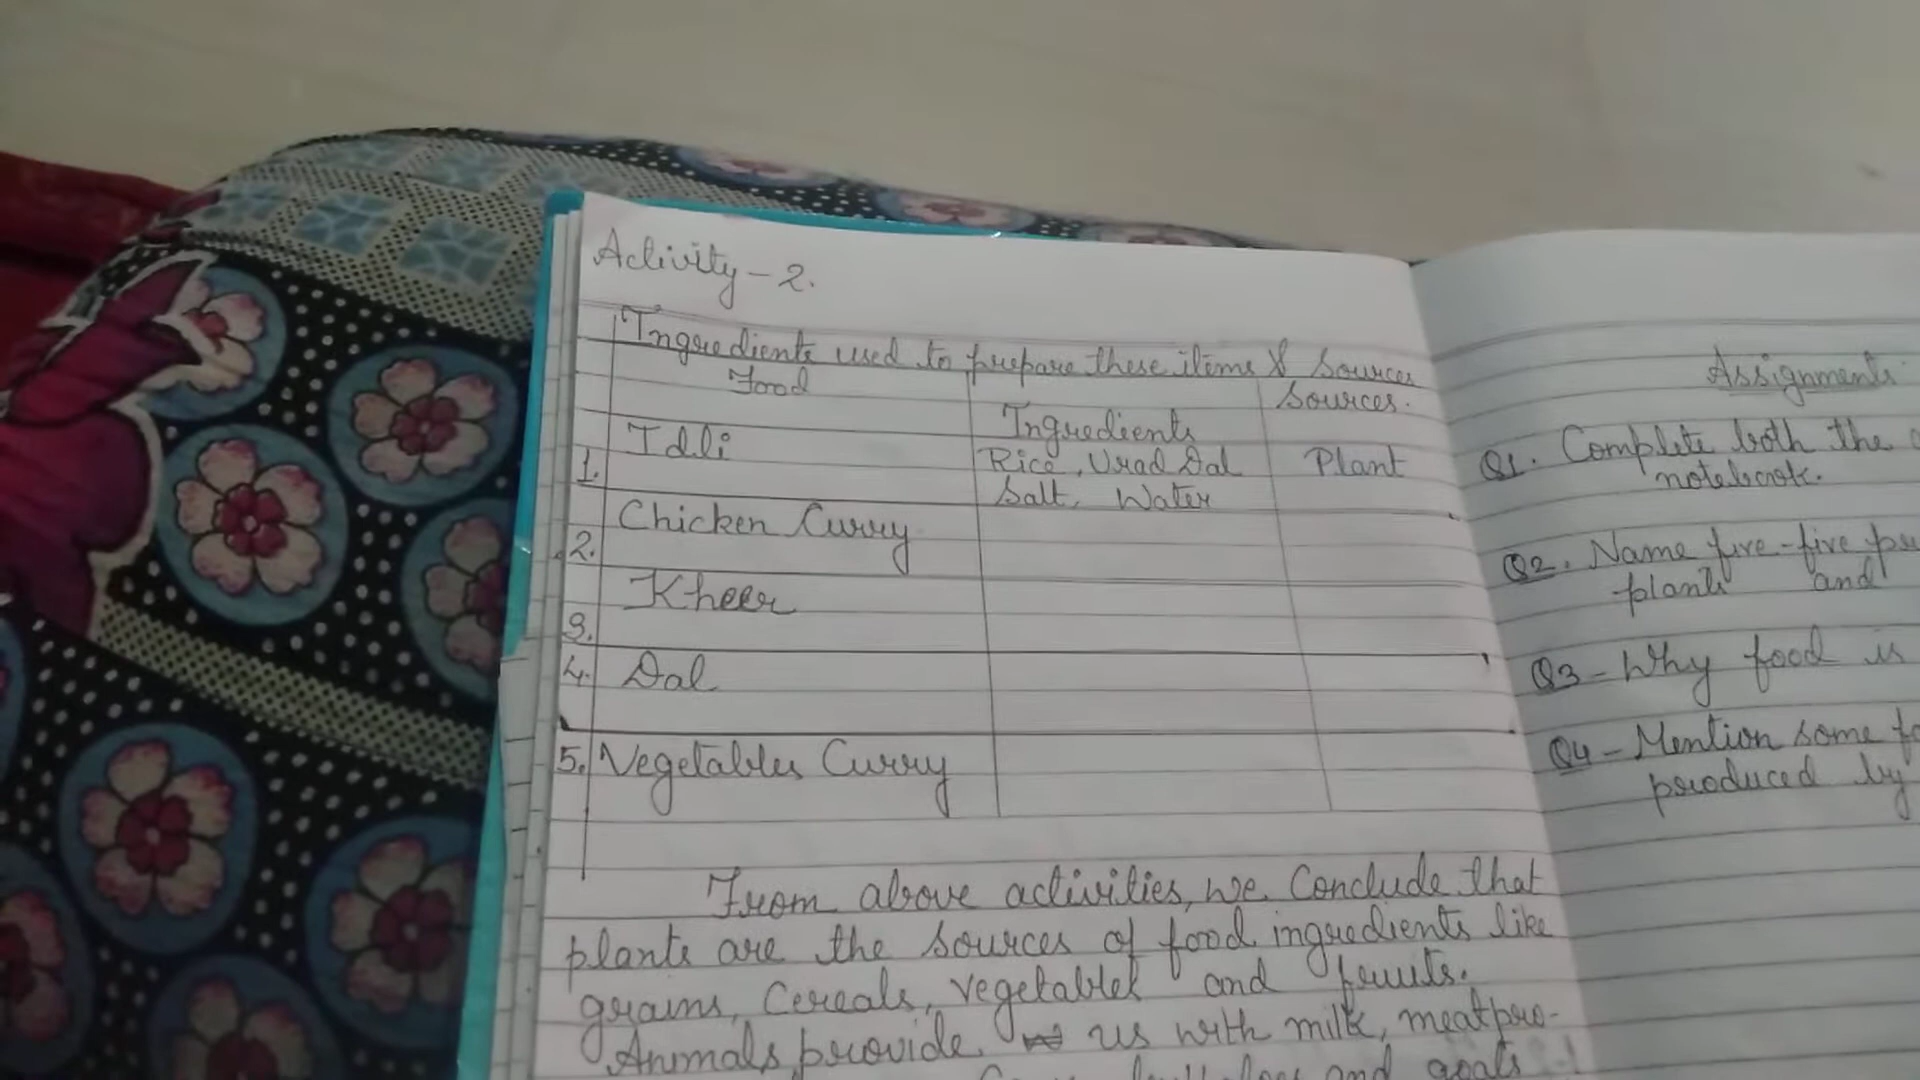 Activity - 2.
Ingredients used to prepare these items & Sources
Food Ingredients Sources.
1. Idli Rice, Urad Dal Plant
Salt, Water
2. Chicken Curry
3. Kheer
4. Dal
5. Vegetables Curry
From above activities, we Conclude that
plants are the sources of food ingredients like
grains, Cereals, vegetables and fruits.
Animals provide us with milk, meat pro-
and goats
Assignments
Q1. Complete both the
notebook.
Q2. Name five-five
plants and
Q3 - Why food is
Q4 - Mention some
produced by